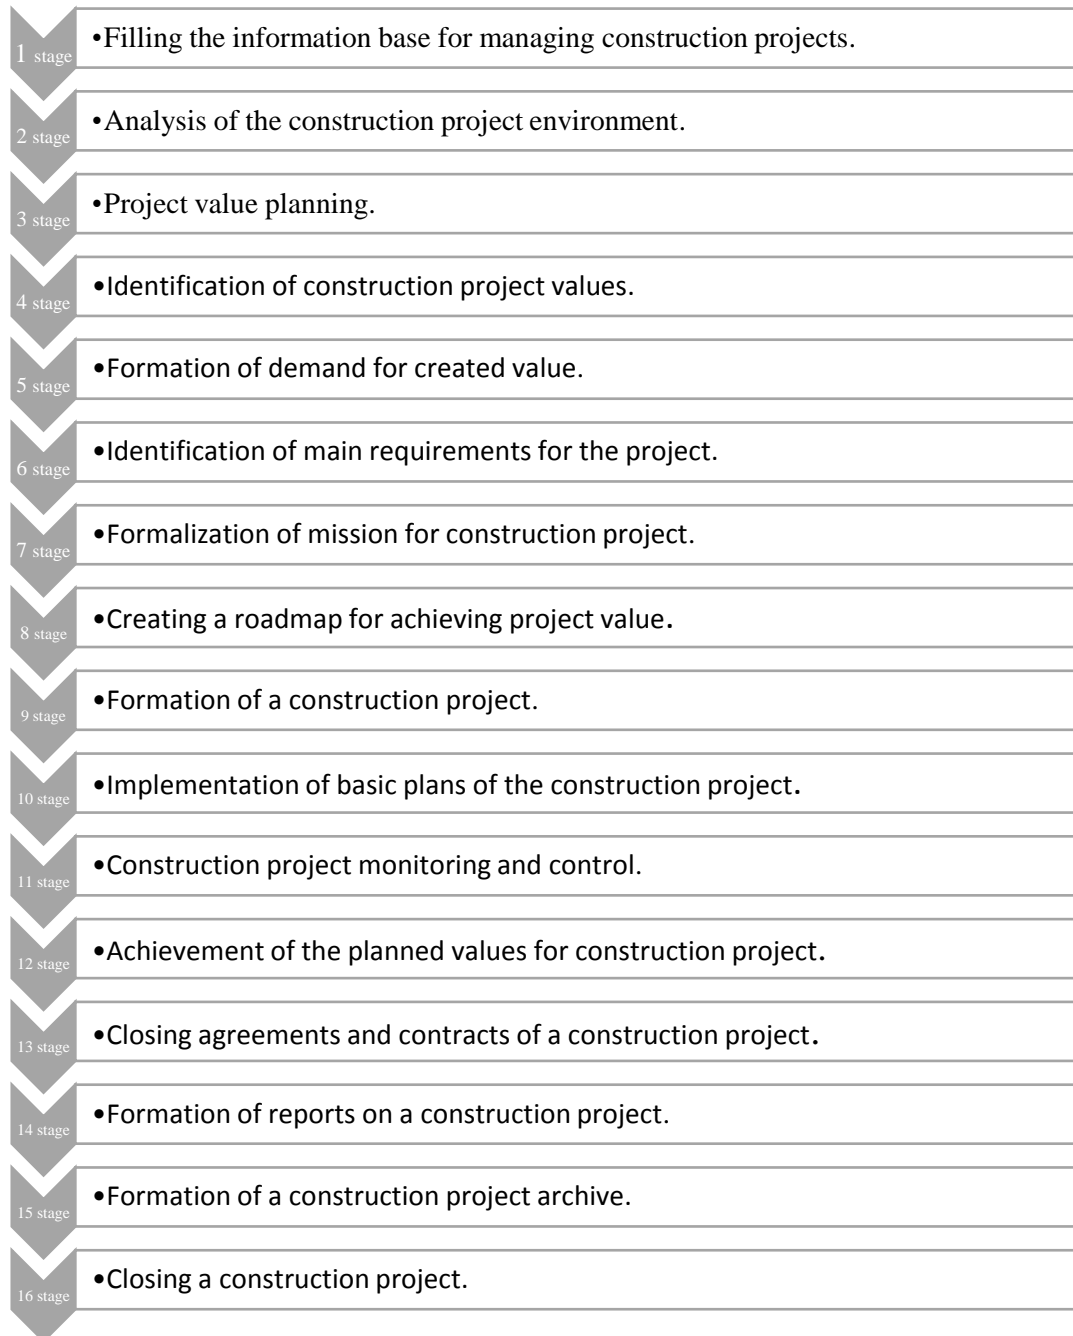 1 stage
•Filling the information base for managing construction projects.
2 stage
•Analysis of the construction project environment.
3 stage
•Project value planning.
4 stage
•Identification of construction project values.
5 stage
•Formation of demand for created value.
6 stage
•Identification of main requirements for the project.
7 stage
•Formalization of mission for construction project.
8 stage
•Creating a roadmap for achieving project value.
9 stage
•Formation of a construction project.
10 stage
•Implementation of basic plans of the construction project.
11 stage
•Construction project monitoring and control.
12 stage
•Achievement of the planned values for construction project.
13 stage
•Closing agreements and contracts of a construction project.
14 stage
•Formation of reports on a construction project.
15 stage
•Formation of a construction project archive.
16 stage
•Closing a construction project.